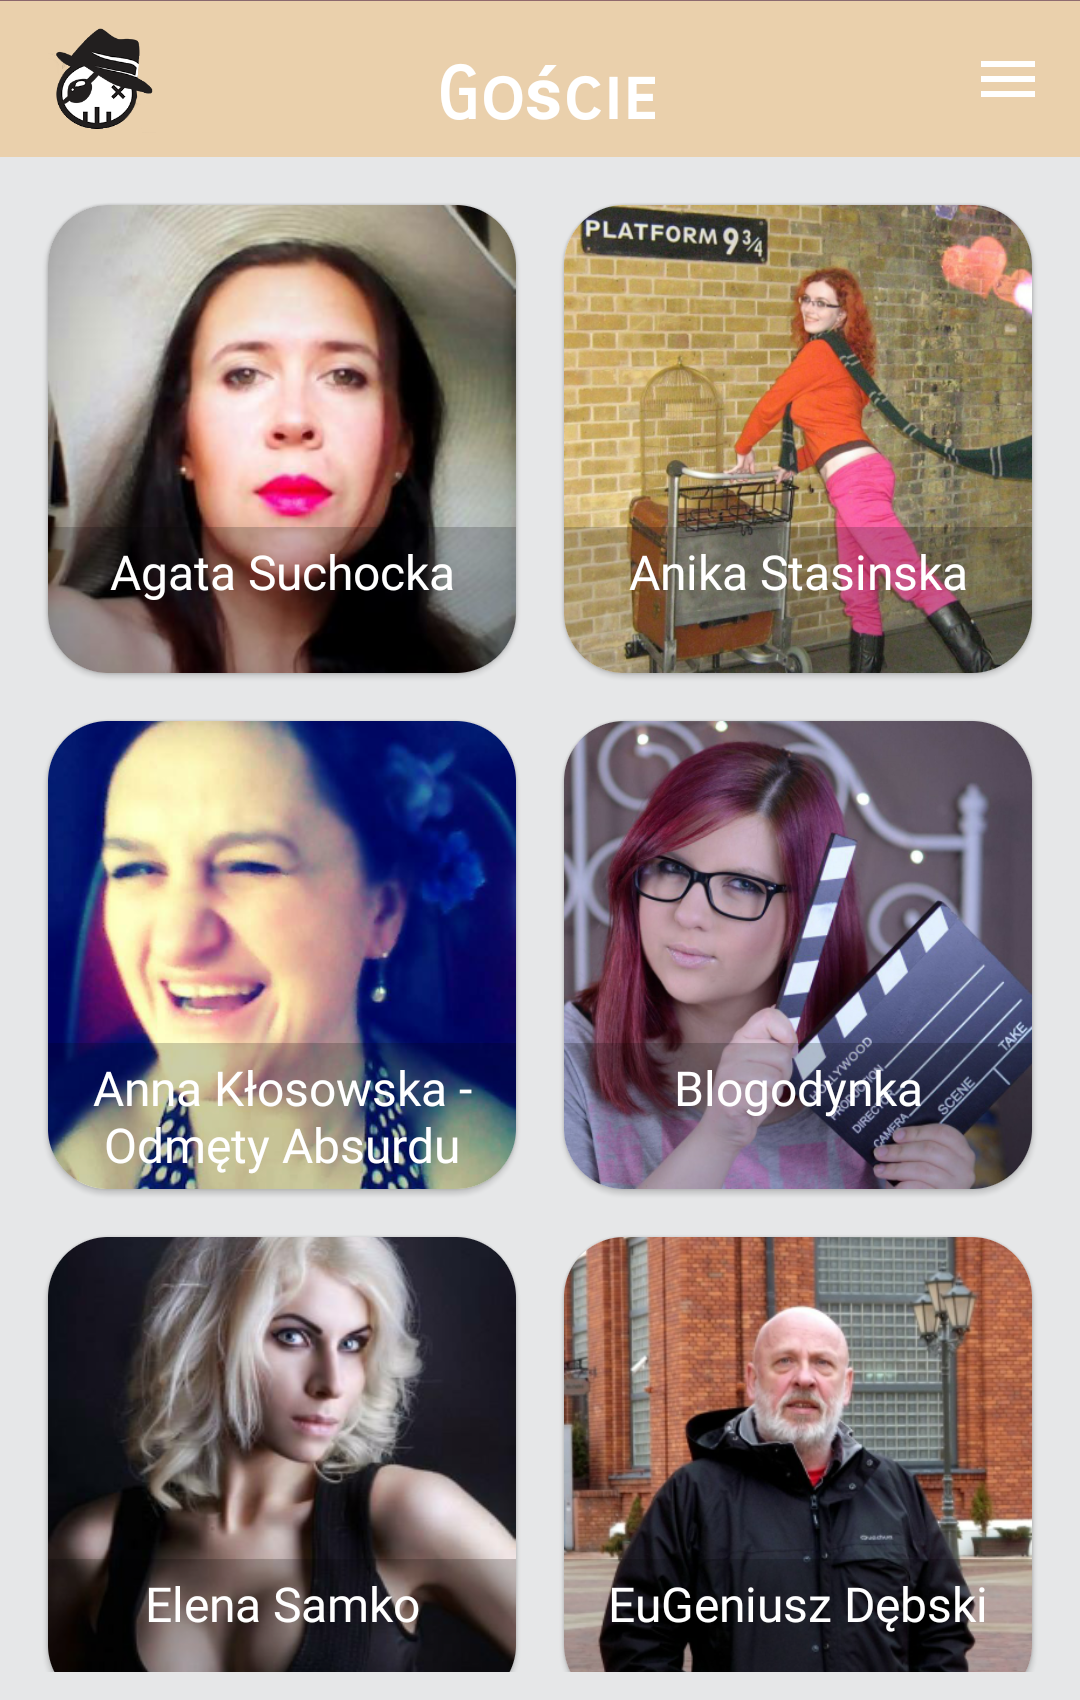 Goście
PLATFORM 9 3/4
Agata Suchocka
Anika Stasinska
Anna Kłosowska -
Odmęty Absurdu
HOLLYWOOD
PRODUCTION
DIRECTOR
CAMERA
SCENE
TAKE
Blogodynka
Elena Samko
EuGeniusz Dębski